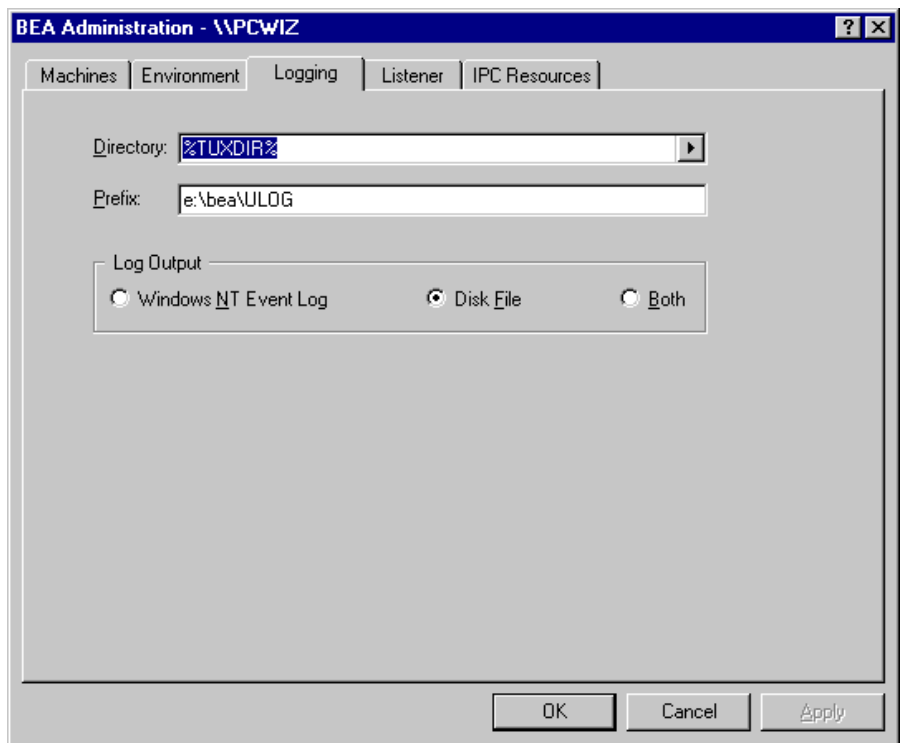 BEA Administration - \\PCWIZ
Machines Environment Logging Listener IPC Resources
Directory: %TUXDIR%
Prefix: e:\bea\ULOG
Log Output
Windows NT Event Log Disk File Both
OK Cancel Apply